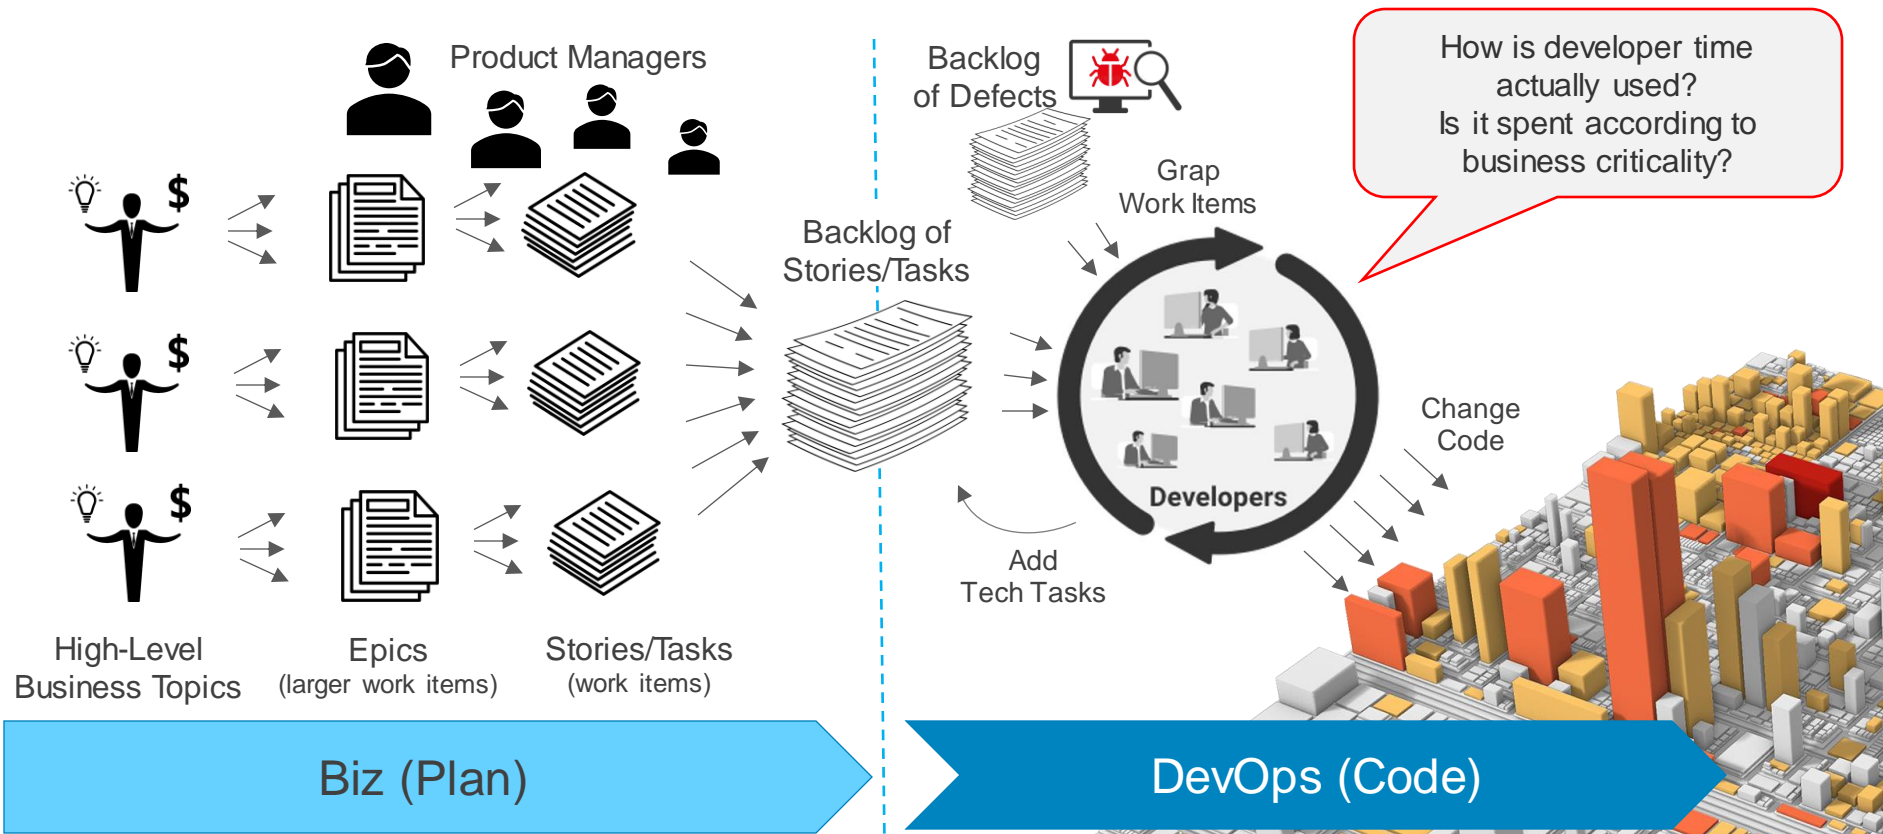 Product Managers
Backlog
of Defects
How is developer time
actually used?
Is it spent according to
business criticality?
Grap
Work Items
$
$
$
Backlog of
Stories/Tasks
Developers
Change
Code
Add
Tech Tasks
High-Level
Business Topics
Epics
(larger work items)
Stories/Tasks
(work items)
Biz (Plan)
DevOps (Code)